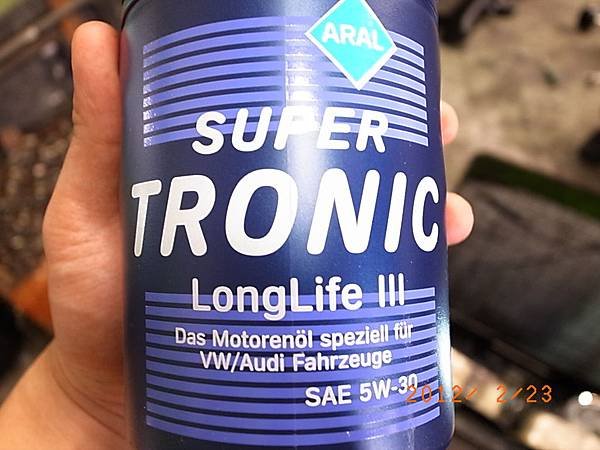 ARAL
SUPER
TRONIC
LongLife III
Das Motorenöl speziell für
VW/Audi Fahrzeuge
SAE 5W-30
2012/ 2/23